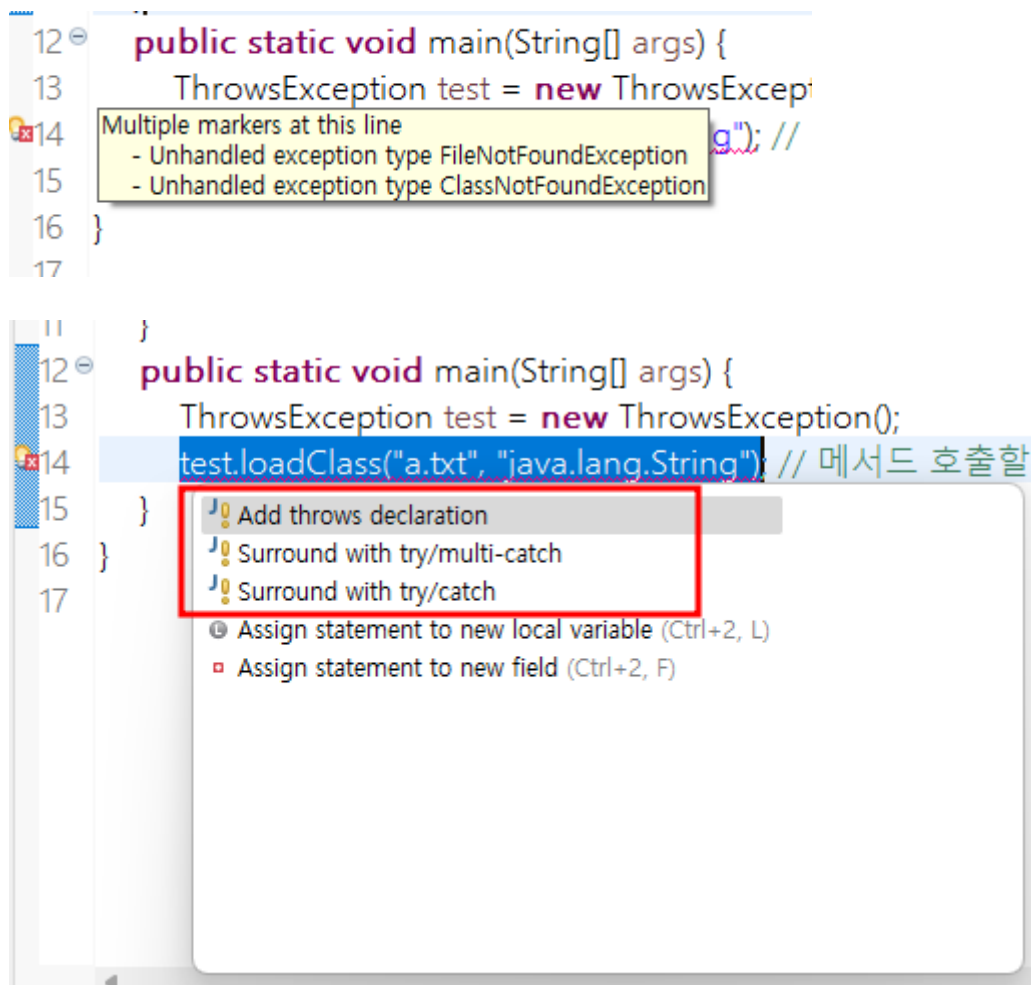 12 public static void main(String[] args) {
13 ThrowsException test = new ThrowsExcept
14 g"); //
Multiple markers at this line
- Unhandled exception type FileNotFoundException
- Unhandled exception type ClassNotFoundException
15
16 }
17
11 }
12 public static void main(String[] args) {
13 ThrowsException test = new ThrowsException();
14 test.loadClass("a.txt", "java.lang.String"); // 메서드 호출할
15 }
Add throws declaration
Surround with try/multi-catch
Surround with try/catch
16 }
Assign statement to new local variable (Ctrl+2, L)
17
Assign statement to new field (Ctrl+2, F)